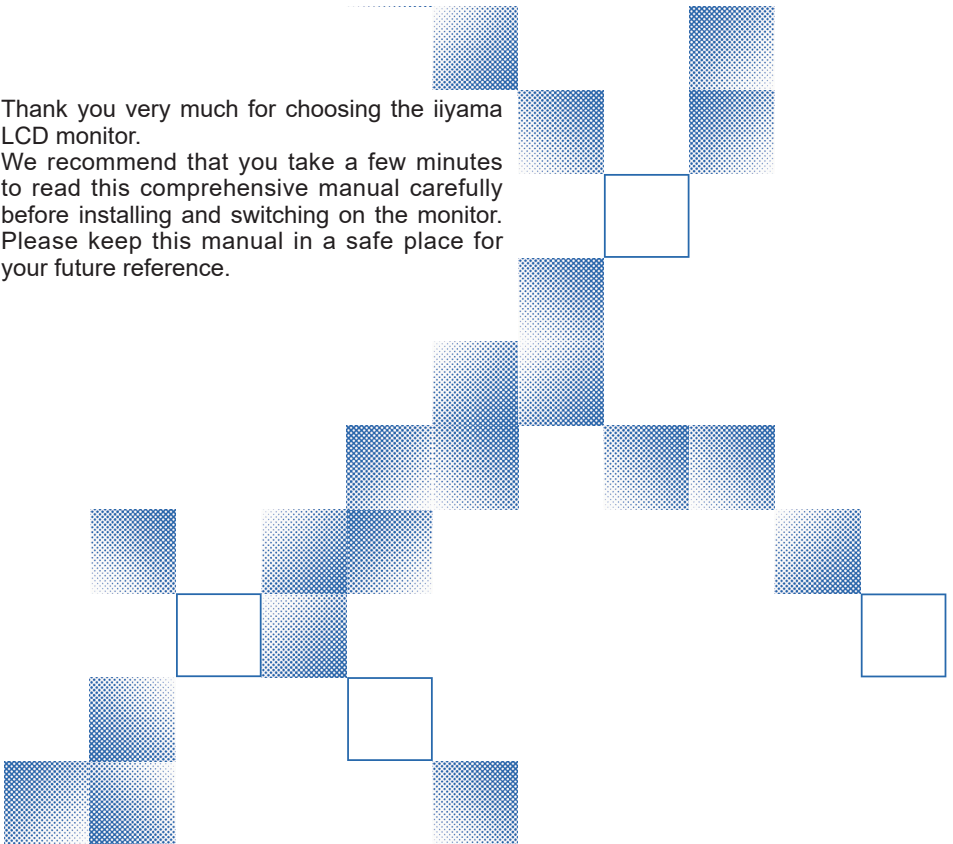 Thank you very much for choosing the iiyama
LCD monitor.
We recommend that you take a few minutes
to read this comprehensive manual carefully
before installing and switching on the monitor.
Please keep this manual in a safe place for
your future reference.